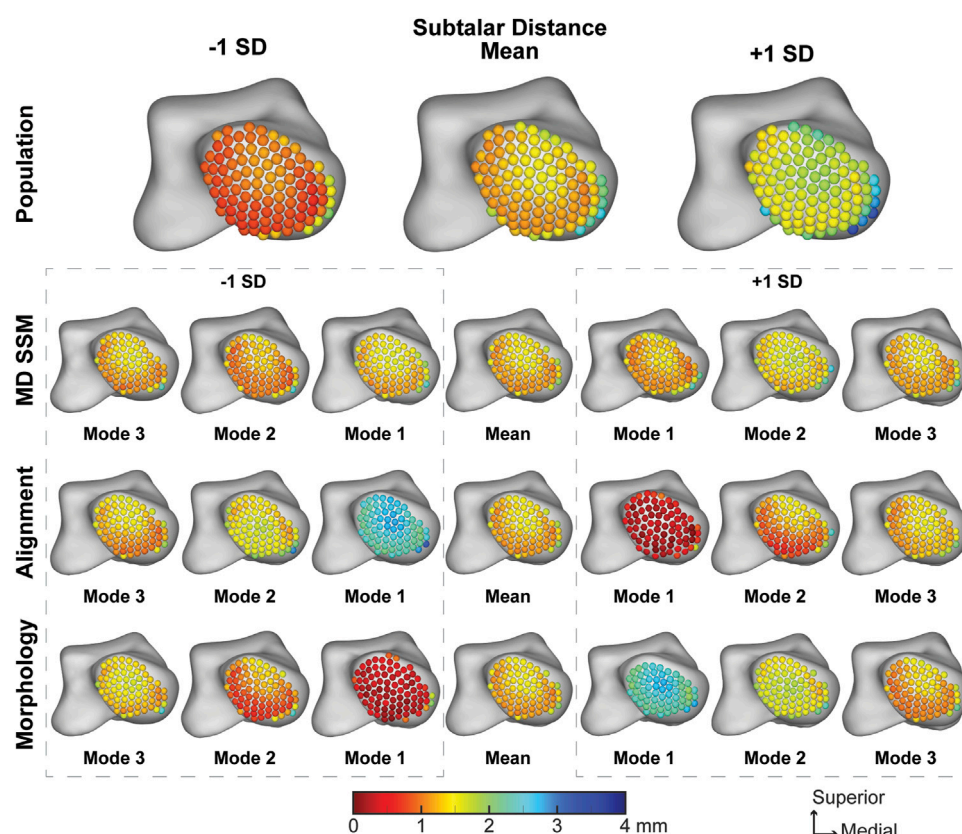 Subtalar Distance
-1 SD Mean +1 SD
Population
-1 SD +1 SD
MD SSM
Mode 3 Mode 2 Mode 1 Mean Mode 1 Mode 2 Mode 3
Alignment
Mode 3 Mode 2 Mode 1 Mean Mode 1 Mode 2 Mode 3
Morphology
Mode 3 Mode 2 Mode 1 Mean Mode 1 Mode 2 Mode 3
0 1 2 3 4 mm
Superior
Medial